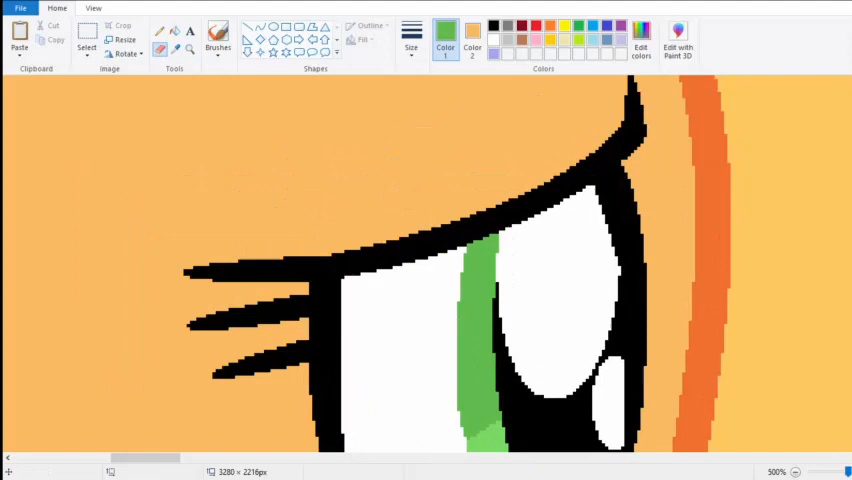 File Home View
Cut
Copy
Paste
Clipboard
Crop
Resize
Rotate
Select
Image
Tools
Brushes
Outline
Fill
Shapes
Size
Color
1
Color
2
Edit
colors
Colors
Edit with
Paint 3D
3280 × 2216px
500%